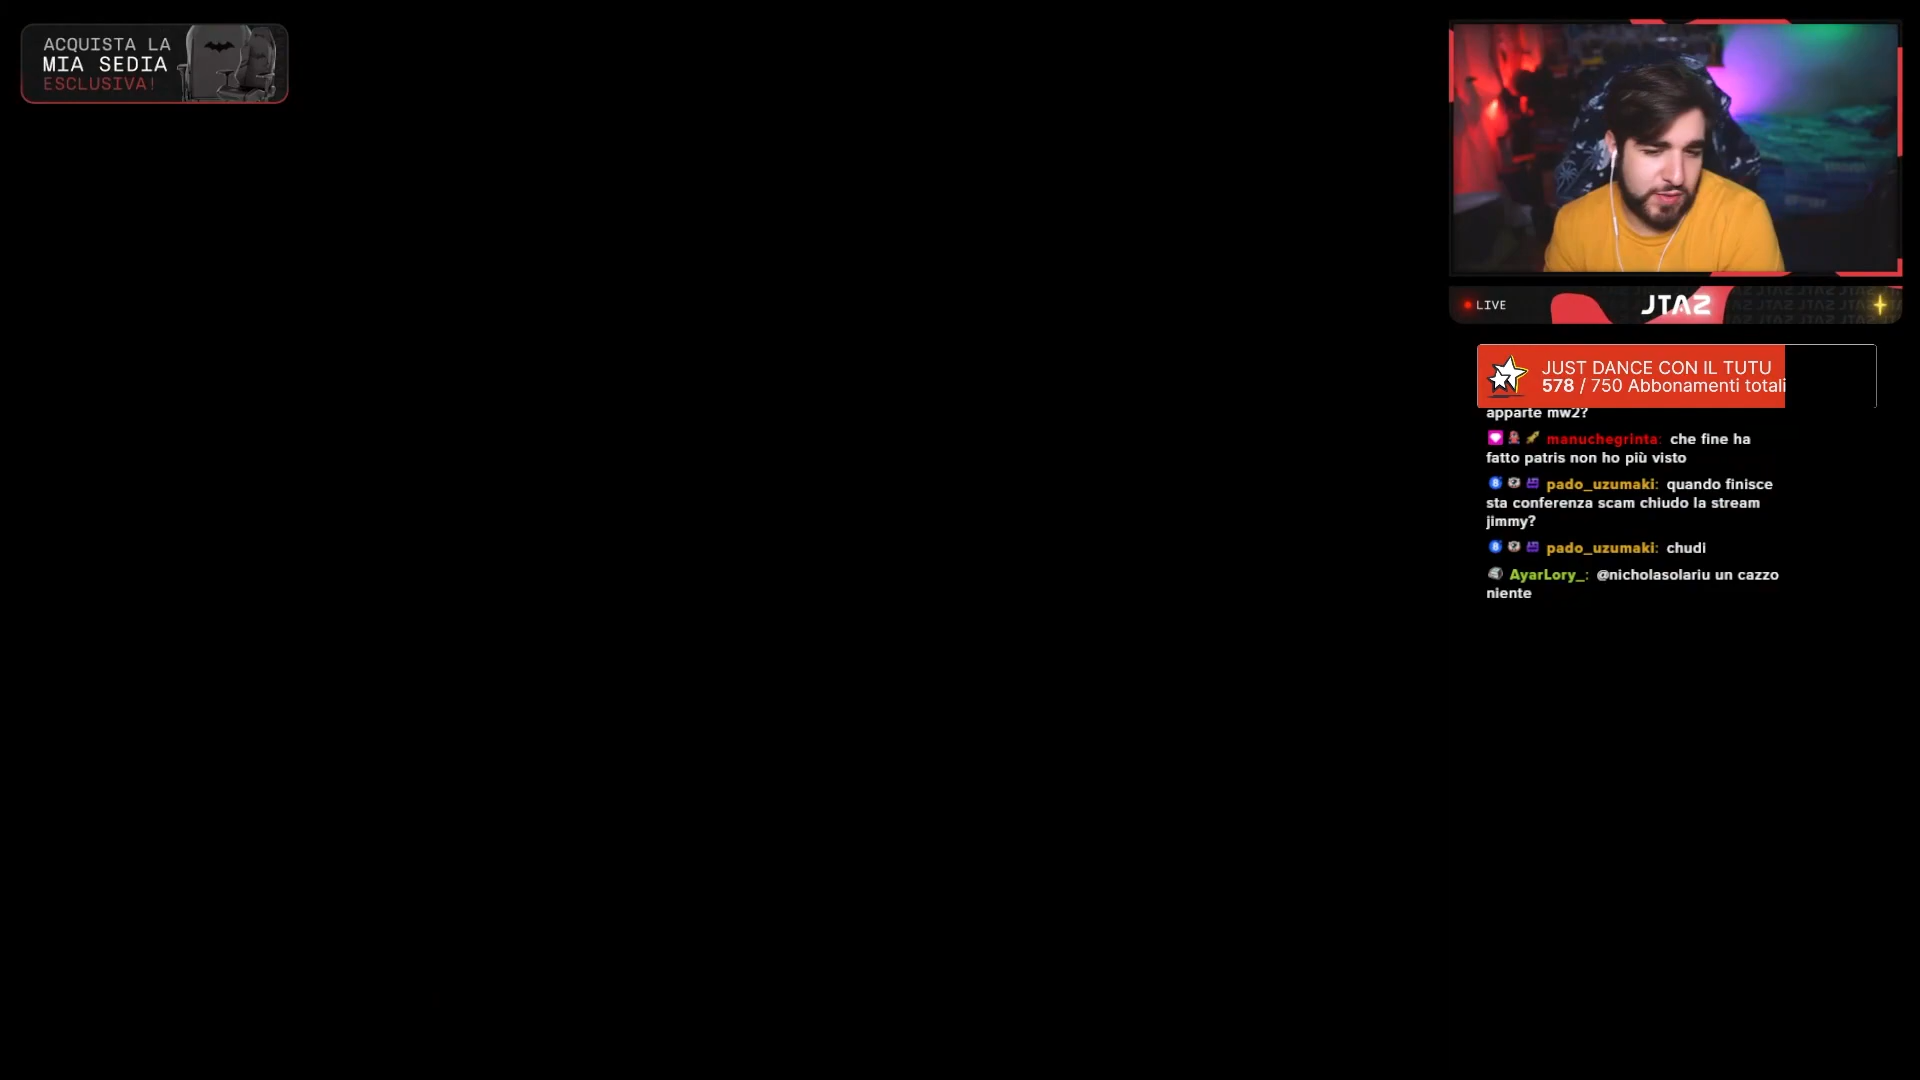 ACQUISTA LA
MIA SEDIA
ESCLUSIVA!
LIVE
JTAZ
JUST DANCE CON IL TUTU
578 / 750 Abbonamenti totali
apparte mw2?
manuchegrinta: che fine ha
fatto patris non ho più visto
pado_uzumaki: quando finisce
sta conferenza scam chiudo la stream
jimmy?
pado_uzumaki: chudi
AyarLory_: @nicholasolariu un cazzo
niente